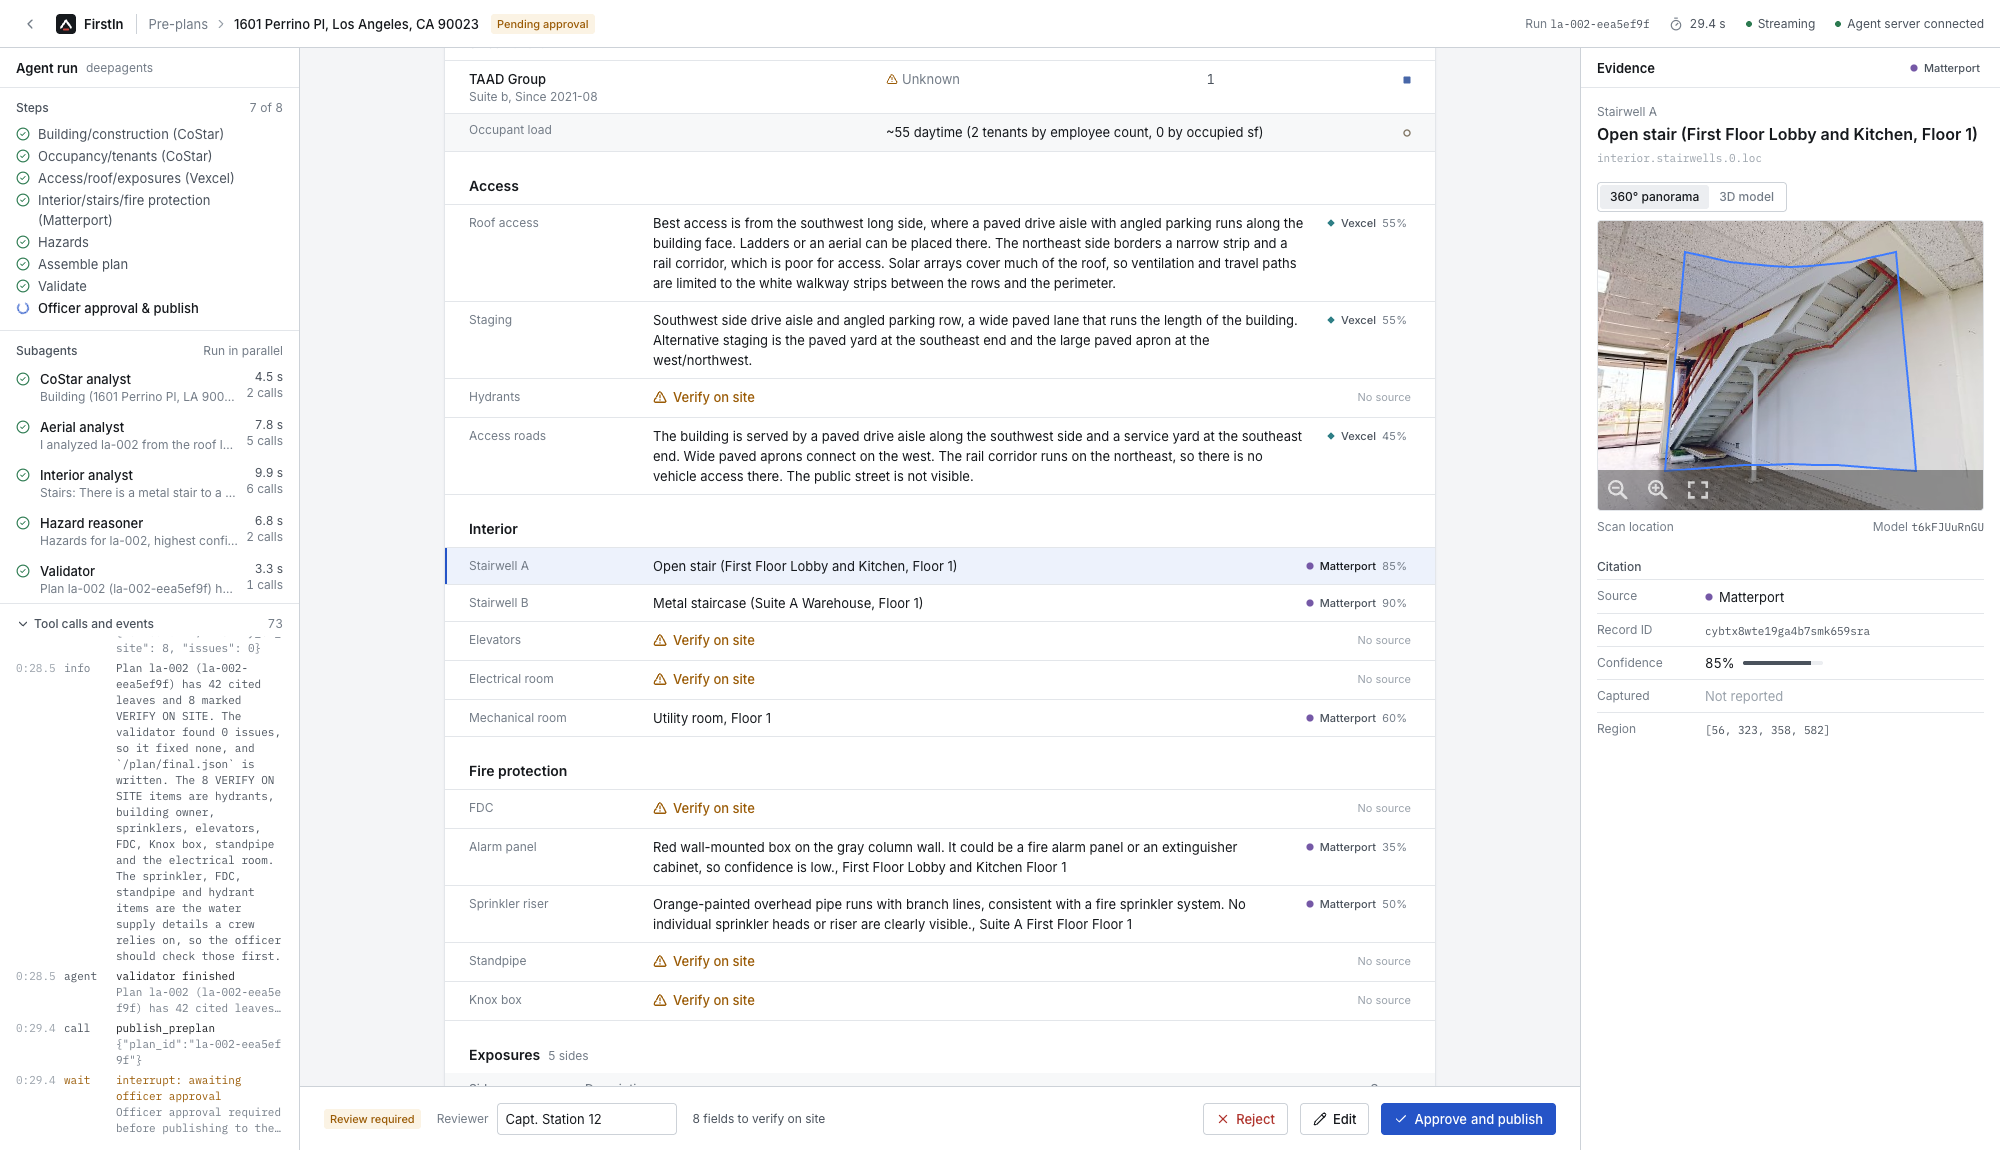 FirstIn
Pre-plans > 1601 Perrino Pl, Los Angeles, CA 90023
Pending approval
Run la-002-eea5ef9f
29.4 s
Streaming
Agent server connected
Agent run deepagents
Steps 7 of 8
Building/construction (CoStar)
Occupancy/tenants (CoStar)
Access/roof/exposures (Vexcel)
Interior/stairs/fire protection
(Matterport)
Hazards
Assemble plan
Validate
Officer approval & publish
Subagents Run in parallel
CoStar analyst 4.5 s
Building (1601 Perrino Pl, LA 900... 2 calls
Aerial analyst 7.8 s
I analyzed la-002 from the roof l... 5 calls
Interior analyst 9.9 s
Stairs: There is a metal stair to a ... 6 calls
Hazard reasoner 6.8 s
Hazards for la-002, highest confi... 2 calls
Validator 3.3 s
Plan la-002 (la-002-eea5ef9f) h... 1 calls
Tool calls and events 73
site": 8, "issues": 0}
0:28.5 info Plan la-002 (la-002-
eea5ef9f) has 42 cited
leaves and 8 marked
VERIFY ON SITE. The
validator found 0 issues,
so it fixed none, and
`/plan/final.json` is
written. The 8 VERIFY ON
SITE items are hydrants,
building owner,
sprinklers, elevators,
FDC, Knox box, standpipe
and the electrical room.
The sprinkler, FDC,
standpipe and hydrant
items are the water
supply details a crew
relies on, so the officer
should check those first.
0:28.5 agent validator finished
Plan la-002 (la-002-eea5e
f9f) has 42 cited leaves…
0:29.4 call publish_preplan
{"plan_id":"la-002-eea5ef
9f"}
0:29.4 wait interrupt: awaiting
officer approval
Officer approval required
before publishing to the…
TAAD Group Unknown 1
Suite b, Since 2021-08
Occupant load ~55 daytime (2 tenants by employee count, 0 by occupied sf)
Access
Roof access Best access is from the southwest long side, where a paved drive aisle with angled parking runs along the Vexcel 55%
building face. Ladders or an aerial can be placed there. The northeast side borders a narrow strip and a
rail corridor, which is poor for access. Solar arrays cover much of the roof, so ventilation and travel paths
are limited to the white walkway strips between the rows and the perimeter.
Staging Southwest side drive aisle and angled parking row, a wide paved lane that runs the length of the building. Vexcel 55%
Alternative staging is the paved yard at the southeast end and the large paved apron at the
west/northwest.
Hydrants Verify on site No source
Access roads The building is served by a paved drive aisle along the southwest side and a service yard at the southeast Vexcel 45%
end. Wide paved aprons connect on the west. The rail corridor runs on the northeast, so there is no
vehicle access there. The public street is not visible.
Interior
Stairwell A Open stair (First Floor Lobby and Kitchen, Floor 1) Matterport 85%
Stairwell B Metal staircase (Suite A Warehouse, Floor 1) Matterport 90%
Elevators Verify on site No source
Electrical room Verify on site No source
Mechanical room Utility room, Floor 1 Matterport 60%
Fire protection
FDC Verify on site No source
Alarm panel Red wall-mounted box on the gray column wall. It could be a fire alarm panel or an extinguisher Matterport 35%
cabinet, so confidence is low., First Floor Lobby and Kitchen Floor 1
Sprinkler riser Orange-painted overhead pipe runs with branch lines, consistent with a fire sprinkler system. No Matterport 50%
individual sprinkler heads or riser are clearly visible., Suite A First Floor Floor 1
Standpipe Verify on site No source
Knox box Verify on site No source
Exposures 5 sides
Review required Reviewer Capt. Station 12 8 fields to verify on site
Reject Edit Approve and publish
Evidence Matterport
Stairwell A
Open stair (First Floor Lobby and Kitchen, Floor 1)
interior.stairwells.0.loc
360° panorama 3D model
Scan location Model t6kFJUuRnGU
Citation
Source Matterport
Record ID cybtx8wte19ga4b7smk659sra
Confidence 85%
Captured Not reported
Region [56, 323, 358, 582]